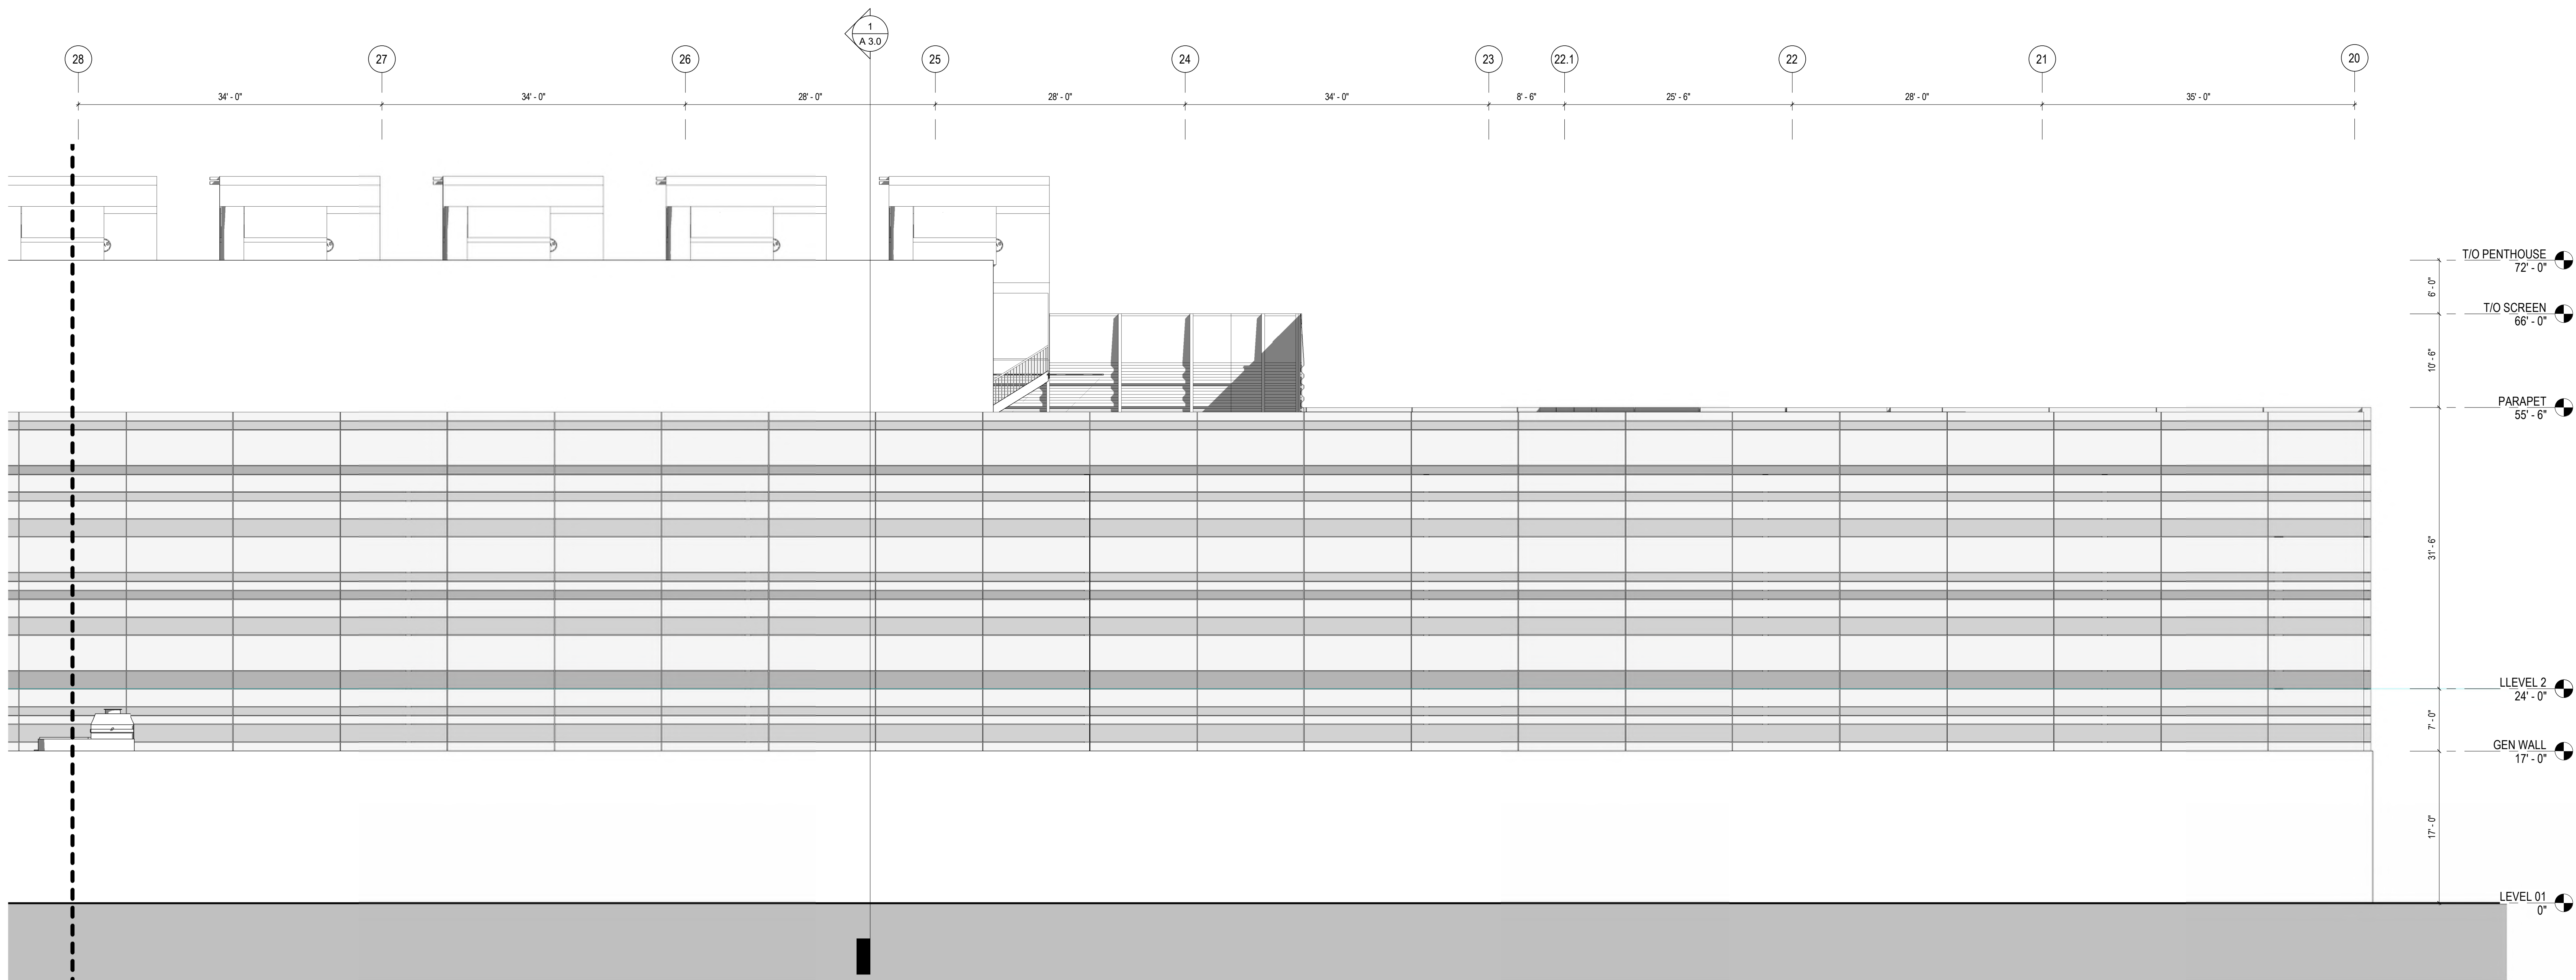 1
A 3.0
28
27
26
25
24
23
22.1
22
21
20
34' - 0"
34' - 0"
28' - 0"
28' - 0"
34' - 0"
8' - 6"
25' - 6"
28' - 0"
35' - 0"
T/O PENTHOUSE
72' - 0"
6' - 0"
T/O SCREEN
66' - 0"
10' - 6"
PARAPET
55' - 6"
31' - 6"
LLEVEL 2
24' - 0"
7' - 0"
GEN WALL
17' - 0"
17' - 0"
LEVEL 01
0"